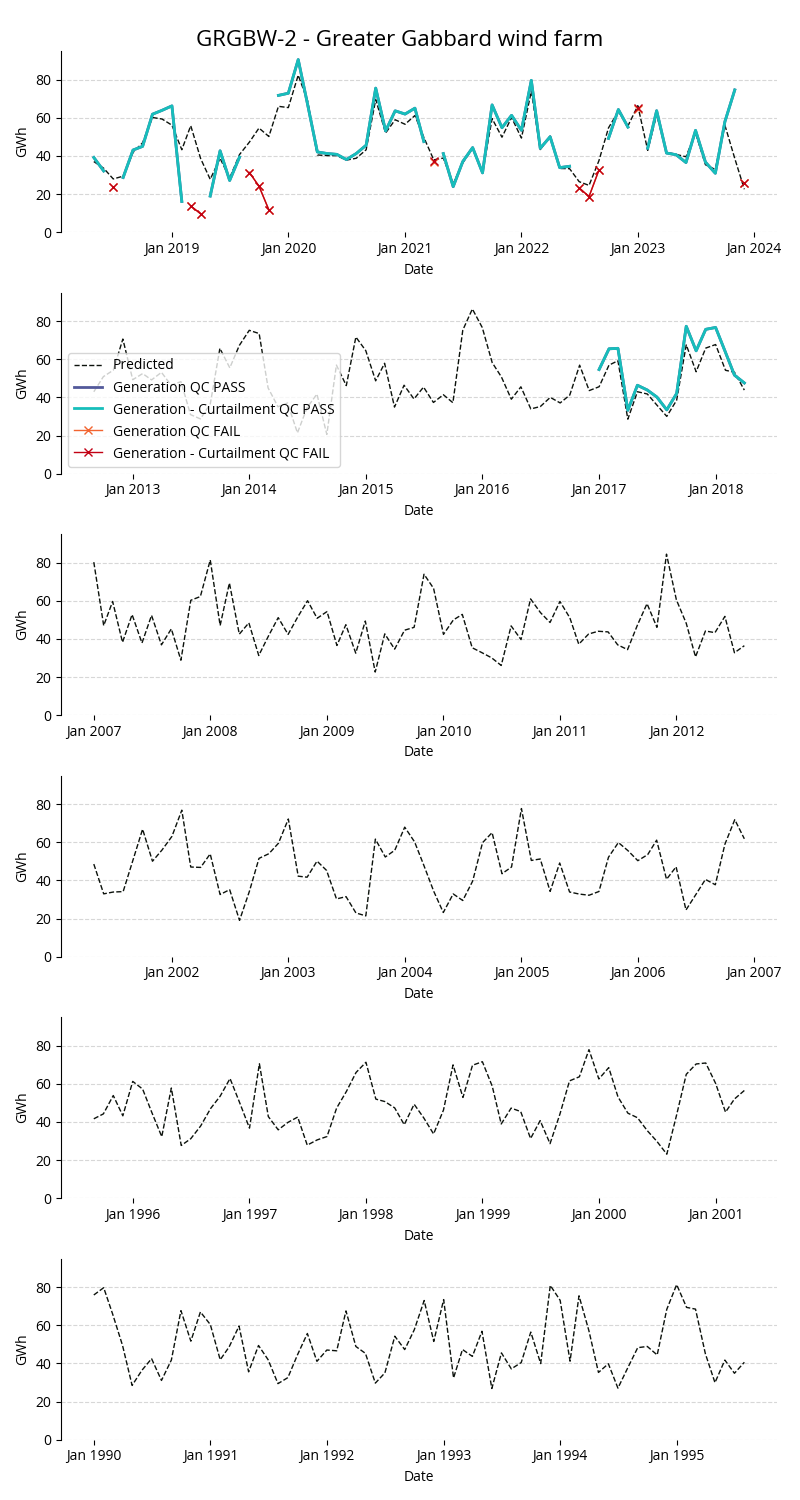 GRGBW-2 - Greater Gabbard wind farm
80
60
40
20
0
GWh
Jan 2019 Jan 2020 Jan 2021 Jan 2022 Jan 2023 Jan 2024
Date
80
60
40
20
0
GWh
Predicted
Generation QC PASS
Generation - Curtailment QC PASS
Generation QC FAIL
Generation - Curtailment QC FAIL
Jan 2013 Jan 2014 Jan 2015 Jan 2016 Jan 2017 Jan 2018
Date
80
60
40
20
0
GWh
Jan 2007 Jan 2008 Jan 2009 Jan 2010 Jan 2011 Jan 2012
Date
80
60
40
20
0
GWh
Jan 2002 Jan 2003 Jan 2004 Jan 2005 Jan 2006 Jan 2007
Date
80
60
40
20
0
GWh
Jan 1996 Jan 1997 Jan 1998 Jan 1999 Jan 2000 Jan 2001
Date
80
60
40
20
0
GWh
Jan 1990 Jan 1991 Jan 1992 Jan 1993 Jan 1994 Jan 1995
Date